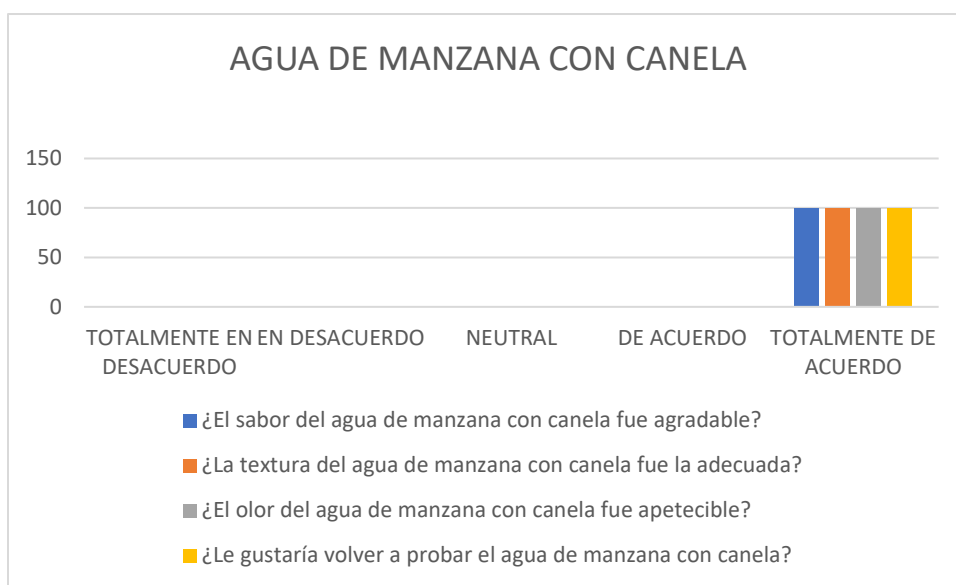 AGUA DE MANZANA CON CANELA
150
100
50
0
TOTALMENTE EN DESACUERDO
EN DESACUERDO
NEUTRAL
DE ACUERDO
TOTALMENTE DE ACUERDO
¿El sabor del agua de manzana con canela fue agradable?
¿La textura del agua de manzana con canela fue la adecuada?
¿El olor del agua de manzana con canela fue apetecible?
¿Le gustaría volver a probar el agua de manzana con canela?